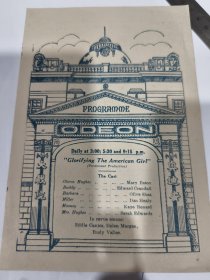 PROGRAMME
ODEON
Daily at 3:00; 5:30 and 9:15 p.m.
"Glorifying The American Girl"
(Paramount Production)
The Cast
Gloria Hughes ... ... ... Mary Eaton
Buddy ... ... ... Edward Crandall
Barbara ... ... ... Olive Shea
Miller ... ... ... Dan Healy
Mooney ... ... ... Kaye Renard
Mrs. Hughes ... ... Sarah Edwards
In revue scenes:
Eddie Cantor, Helen Morgan,
Rudy Vallee.